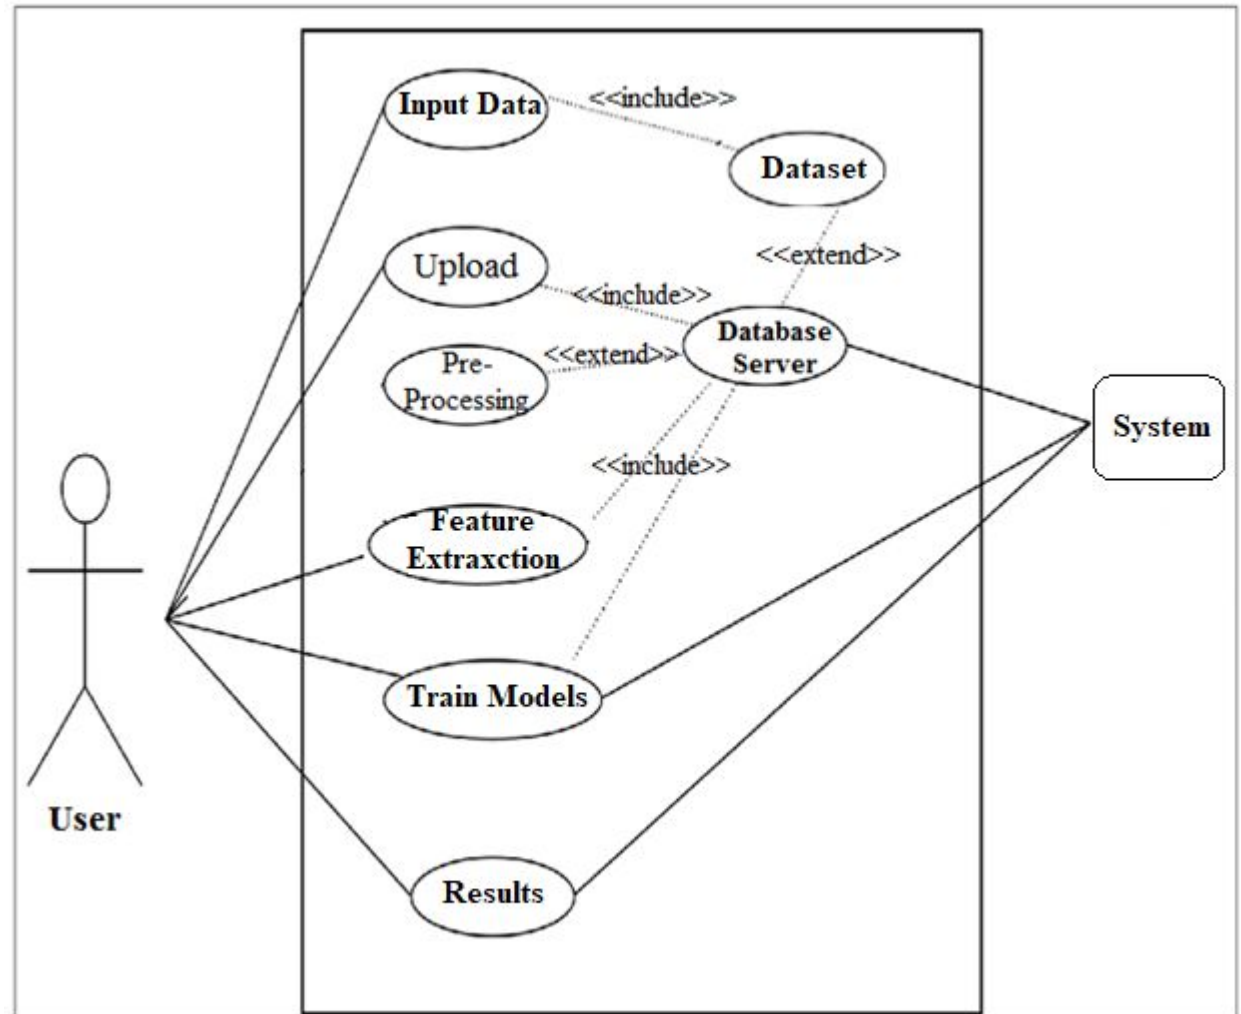 Input Data
<<include>>
Dataset
<<extend>>
Upload
<<include>>
Database
Server
<<extend>>
Pre-
Processing
System
<<include>>
Feature
Extraxction
Train Models
User
Results